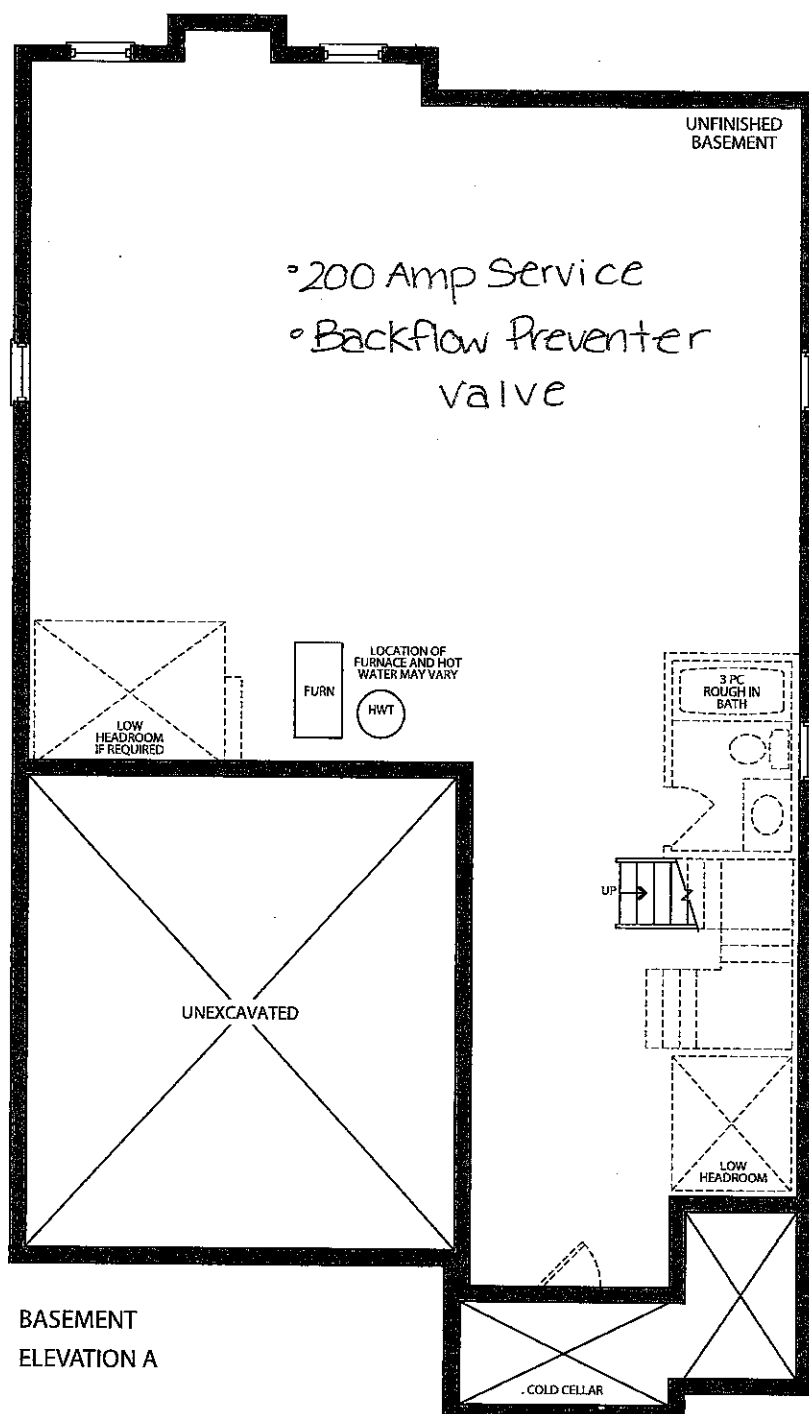 UNFINISHED
BASEMENT
°200 Amp Service
°Backflow Preventer
valve
LOCATION OF
FURNACE AND HOT
WATER MAY VARY
FURN
HWT
LOW
HEADROOM
IF REQUIRED
3 PC
ROUGH IN
BATH
UP
UNEXCAVATED
LOW
HEADROOM
BASEMENT
ELEVATION A
COLD CELLAR